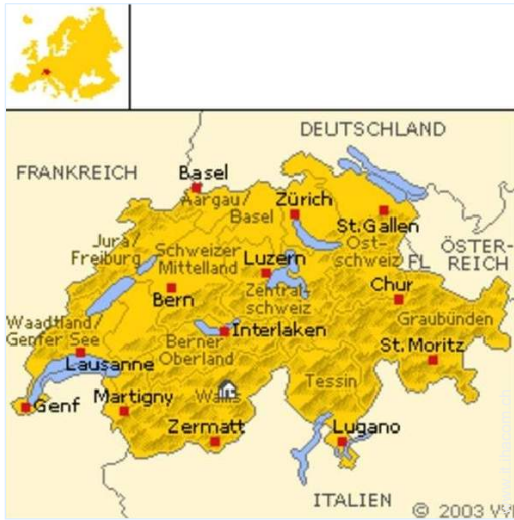 DEUTSCHLAND
FRANKREICH
Basel
Aargau/
Basel
Zürich
St.Gallen
Ost-
schweiz
FL
ÖSTER-
REICH
Jura/
Freiburg
Schweizer
Mittelland
Luzern
Zentral-
schweiz
Chur
Bern
Graubünden
Waadtland/
Genfer See
Interlaken
Berner
Oberland
St.Moritz
Lausanne
Tessin
Wallis
Genf
Martigny
Zermatt
Lugano
ITALIEN
© 2003